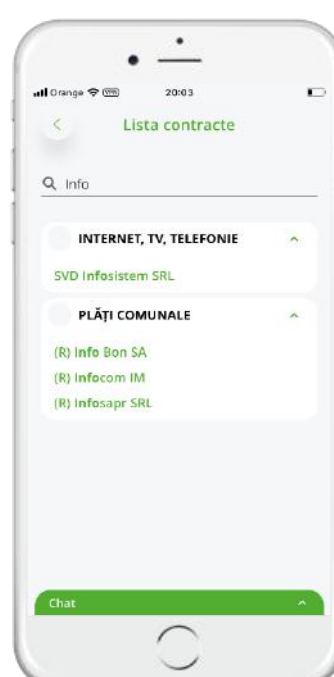 Orange VPN 20:03
Lista contracte
Info
INTERNET, TV, TELEFONIE
SVD Infosistem SRL
PLĂȚI COMUNALE
(R) Info Bon SA
(R) Infocom IM
(R) Infosapr SRL
Chat